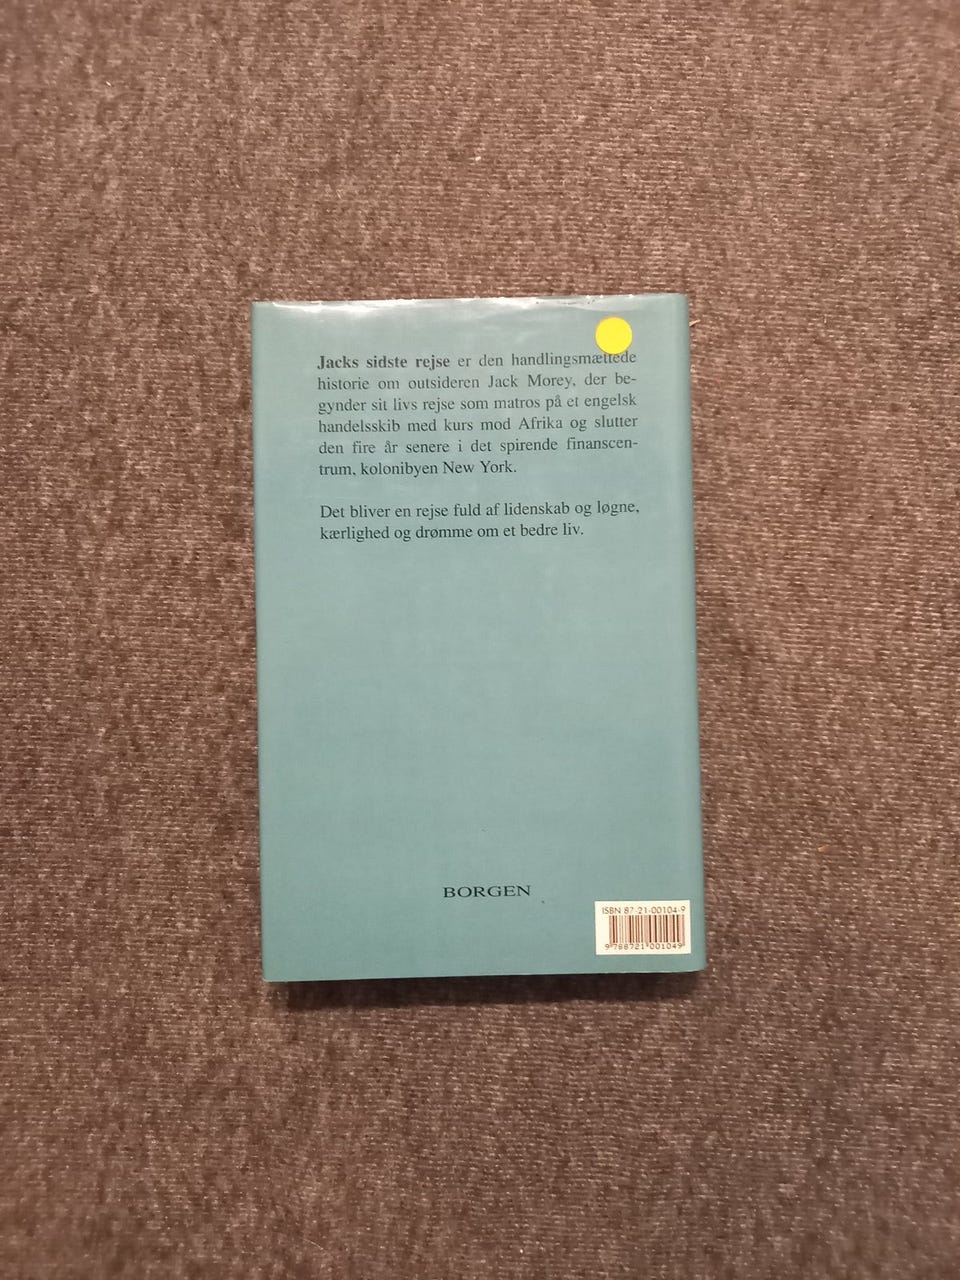 Jacks sidste rejse er den handlingsmættede
historie om outsideren Jack Morey, der be-
gynder sit livs rejse som matros på et engelsk
handelsskib med kurs mod Afrika og slutter
den fire år senere i det spirende finanscen-
trum, kolonibyen New York.
Det bliver en rejse fuld af lidenskab og løgne,
kærlighed og drømme om et bedre liv.
BORGEN
ISBN 87-21-00104-9
9 788721 001049